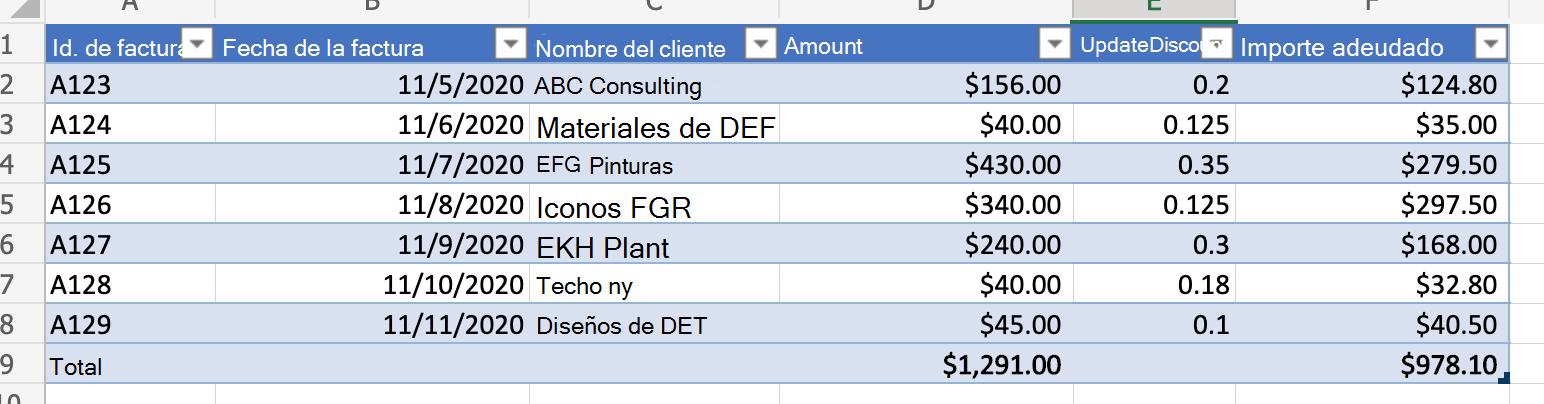 A B C D E F
1 Id. de factura Fecha de la factura Nombre del cliente Amount UpdateDiscou Importe adeudado
2 A123 11/5/2020 ABC Consulting $156.00 0.2 $124.80
3 A124 11/6/2020 Materiales de DEF $40.00 0.125 $35.00
4 A125 11/7/2020 EFG Pinturas $430.00 0.35 $279.50
5 A126 11/8/2020 Iconos FGR $340.00 0.125 $297.50
6 A127 11/9/2020 EKH Plant $240.00 0.3 $168.00
7 A128 11/10/2020 Techo ny $40.00 0.18 $32.80
8 A129 11/11/2020 Diseños de DET $45.00 0.1 $40.50
9 Total $1,291.00 $978.10
10